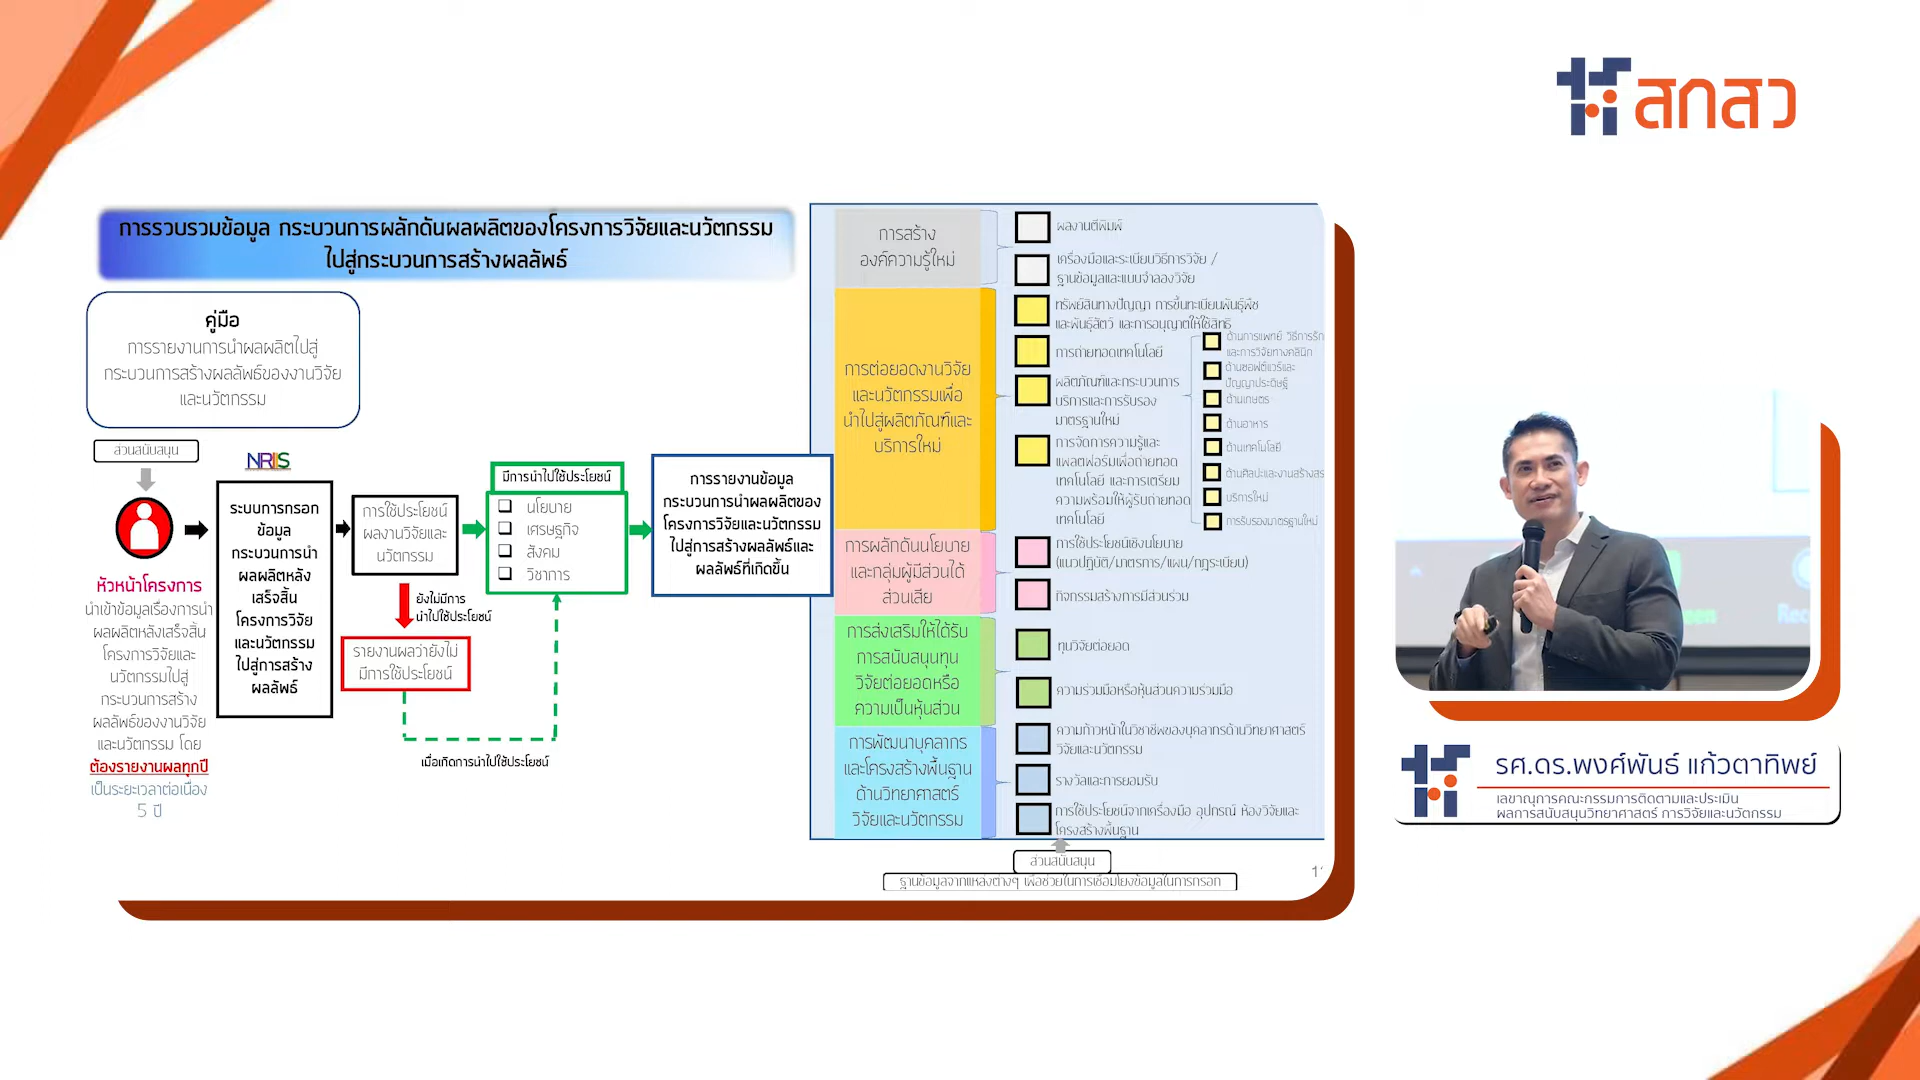 สกสว
การรวบรวมข้อมูล กระบวนการผลักดันผลผลิตของโครงการวิจัยและนวัตกรรม
ไปสู่กระบวนการสร้างผลลัพธ์
คู่มือ
การรายงานการนำผลผลิตไปสู่
กระบวนการสร้างผลลัพธ์ของงานวิจัย
และนวัตกรรม
ส่วนสนับสนุน
หัวหน้าโครงการ
นำเข้าข้อมูลเรื่องการนำ
ผลผลิตหลังเสร็จสิ้น
โครงการวิจัยและ
นวัตกรรมไปสู่
กระบวนการสร้าง
ผลลัพธ์ของงานวิจัย
และนวัตกรรม โดย
ต้องรายงานผลทุกปี
เป็นระยะเวลาต่อเนื่อง
5 ปี
NRIIS
ระบบการกรอก
ข้อมูล
กระบวนการนำ
ผลผลิตหลัง
เสร็จสิ้น
โครงการวิจัย
และนวัตกรรม
ไปสู่การสร้าง
ผลลัพธ์
การใช้ประโยชน์
ผลงานวิจัยและ
นวัตกรรม
ยังไม่มีการ
นำไปใช้ประโยชน์
รายงานผลว่ายังไม่
มีการใช้ประโยชน์
เมื่อเกิดการนำไปใช้ประโยชน์
มีการนำไปใช้ประโยชน์
นโยบาย
เศรษฐกิจ
สังคม
วิชาการ
การรายงานข้อมูล
กระบวนการนำผลผลิตของ
โครงการวิจัยและนวัตกรรม
ไปสู่การสร้างผลลัพธ์และ
ผลลัพธ์ที่เกิดขึ้น
การสร้าง
องค์ความรู้ใหม่
ผลงานตีพิมพ์
เครื่องมือและระเบียบวิธีการวิจัย /
ฐานข้อมูลและแบบจำลองวิจัย
การต่อยอดงานวิจัย
และนวัตกรรมเพื่อ
นำไปสู่ผลิตภัณฑ์และ
บริการใหม่
ทรัพย์สินทางปัญญา การขึ้นทะเบียนพันธุ์พืช
และพันธุ์สัตว์ และการอนุญาตให้ใช้สิทธิ
การถ่ายทอดเทคโนโลยี
ผลิตภัณฑ์และกระบวนการ
บริการและการรับรอง
มาตรฐานใหม่
การจัดการความรู้และ
แพลตฟอร์มเพื่อถ่ายทอด
เทคโนโลยี และการเตรียม
ความพร้อมให้ผู้รับถ่ายทอด
เทคโนโลยี
ด้านการแพทย์ วิธีการรัก
และการวิจัยทางคลินิก
ด้านซอฟต์แวร์และ
ปัญญาประดิษฐ์
ด้านเกษตร
ด้านอาหาร
ด้านเทคโนโลยี
ด้านศิลปะและงานสร้างสร
บริการใหม่
การรับรองมาตรฐานใหม่
การผลักดันนโยบาย
และกลุ่มผู้มีส่วนได้
ส่วนเสีย
การใช้ประโยชน์เชิงนโยบาย
(แนวปฏิบัติ/มาตรการ/แผน/กฎระเบียบ)
กิจกรรมสร้างการมีส่วนร่วม
การส่งเสริมให้ได้รับ
การสนับสนุนทุน
วิจัยต่อยอดหรือ
ความเป็นหุ้นส่วน
ทุนวิจัยต่อยอด
ความร่วมมือหรือหุ้นส่วนความร่วมมือ
การพัฒนาบุคลากร
และโครงสร้างพื้นฐาน
ด้านวิทยาศาสตร์
วิจัยและนวัตกรรม
ความก้าวหน้าในวิชาชีพของบุคลากรด้านวิทยาศาสตร์
วิจัยและนวัตกรรม
รางวัลและการยอมรับ
การใช้ประโยชน์จากเครื่องมือ อุปกรณ์ ห้องวิจัยและ
โครงสร้างพื้นฐาน
ส่วนสนับสนุน
ฐานข้อมูลจากแหล่งต่างๆ เพื่อช่วยในการเชื่อมโยงข้อมูลในการกรอก
รศ.ดร.พงศ์พันธ์ แก้วตาทิพย์
เลขานุการคณะกรรมการติดตามและประเมิน
ผลการสนับสนุนวิทยาศาสตร์ การวิจัยและนวัตกรรม